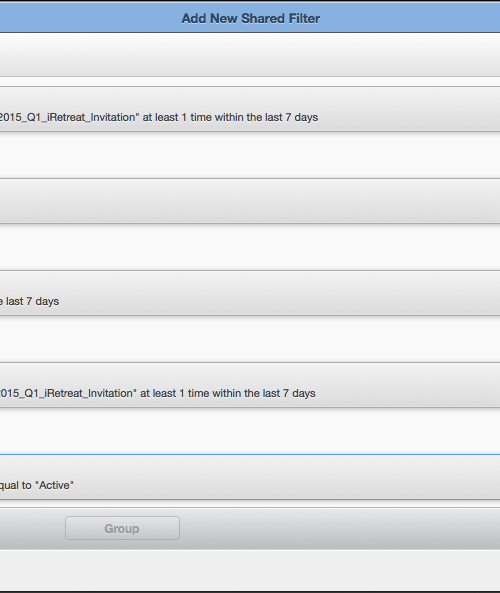 Add New Shared Filter
2015_Q1_iRetreat_Invitation" at least 1 time within the last 7 days
last 7 days
2015_Q1_iRetreat_Invitation" at least 1 time within the last 7 days
qual to "Active"
Group